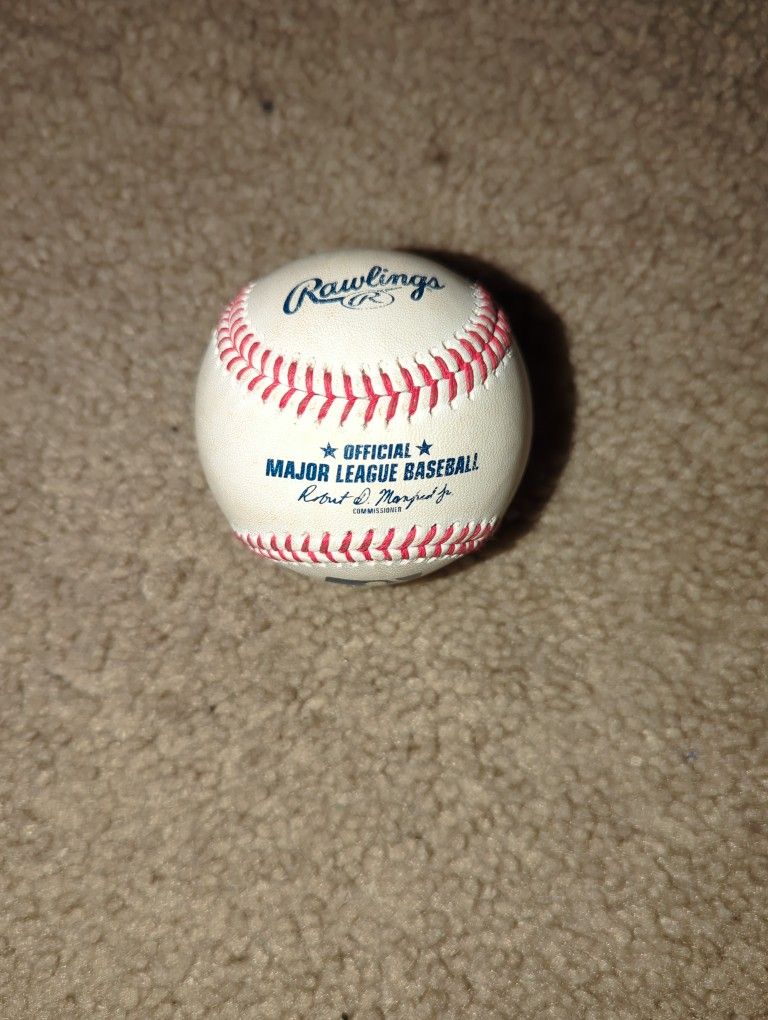 Rawlings
R
OFFICIAL
MAJOR LEAGUE BASEBALL
Robert D. Manfred Jr.
COMMISSIONER